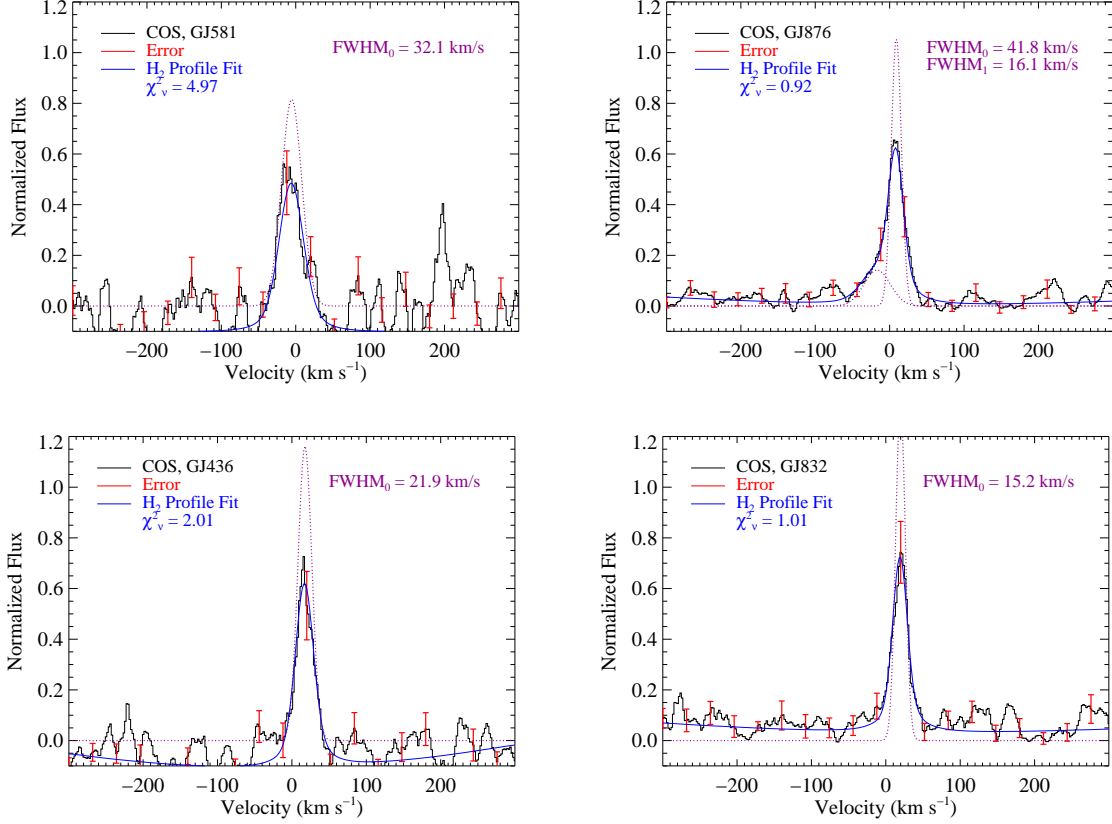 COS, GJ581
Error
H₂ Profile Fit
χ²ᵥ = 4.97
FWHM₀ = 32.1 km/s
Normalized Flux
1.2
1.0
0.8
0.6
0.4
0.2
0.0
−200 −100 0 100 200
Velocity (km s⁻¹)
COS, GJ876
Error
H₂ Profile Fit
χ²ᵥ = 0.92
FWHM₀ = 41.8 km/s
FWHM₁ = 16.1 km/s
Normalized Flux
1.2
1.0
0.8
0.6
0.4
0.2
0.0
−200 −100 0 100 200
Velocity (km s⁻¹)
COS, GJ436
Error
H₂ Profile Fit
χ²ᵥ = 2.01
FWHM₀ = 21.9 km/s
Normalized Flux
1.2
1.0
0.8
0.6
0.4
0.2
0.0
−200 −100 0 100 200
Velocity (km s⁻¹)
COS, GJ832
Error
H₂ Profile Fit
χ²ᵥ = 1.01
FWHM₀ = 15.2 km/s
Normalized Flux
1.2
1.0
0.8
0.6
0.4
0.2
0.0
−200 −100 0 100 200
Velocity (km s⁻¹)